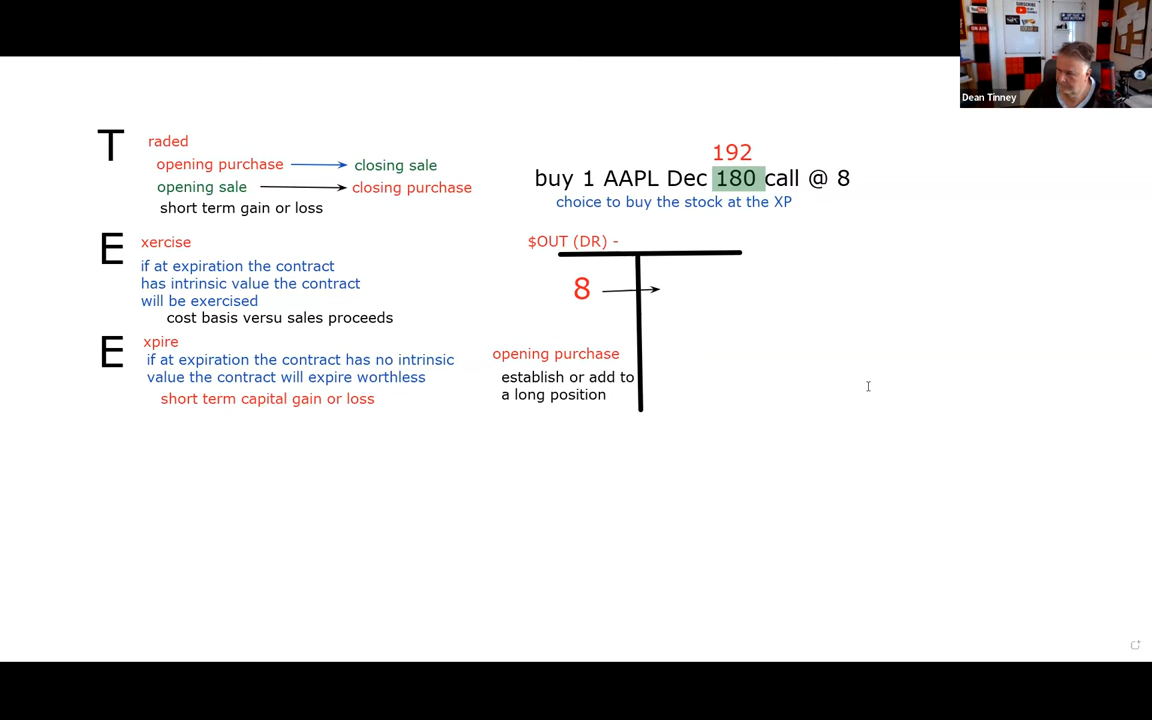 SUBSCRIBE
ON AIR
Dean Tinney
T raded
opening purchase closing sale
opening sale closing purchase
short term gain or loss
E xercise
if at expiration the contract
has intrinsic value the contract
will be exercised
cost basis versu sales proceeds
E xpire
if at expiration the contract has no intrinsic
value the contract will expire worthless
short term capital gain or loss
192
buy 1 AAPL Dec 180 call @ 8
choice to buy the stock at the XP
$OUT (DR) -
8
opening purchase
establish or add to
a long position